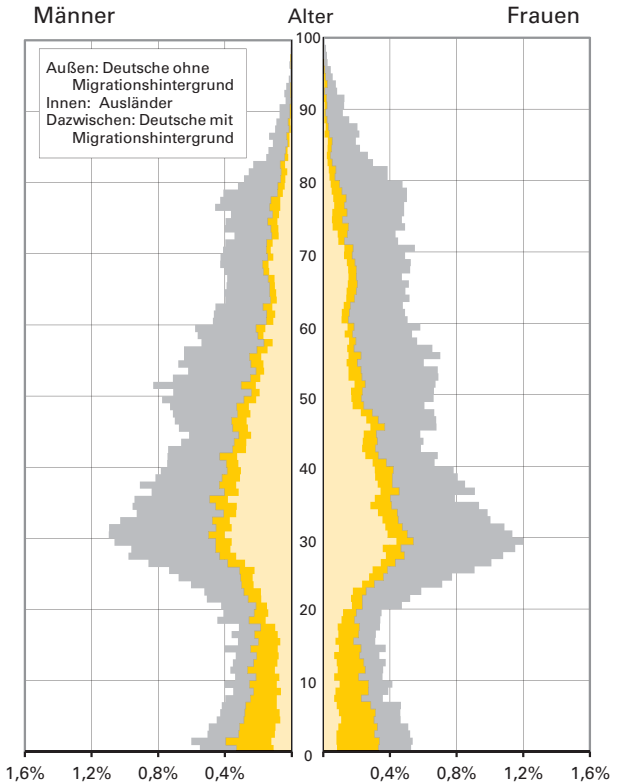 Männer Alter Frauen
Außen: Deutsche ohne
Migrationshintergrund
Innen: Ausländer
Dazwischen: Deutsche mit
Migrationshintergrund
100
90
80
70
60
50
40
30
20
10
0
1,6% 1,2% 0,8% 0,4% 0,4% 0,8% 1,2% 1,6%